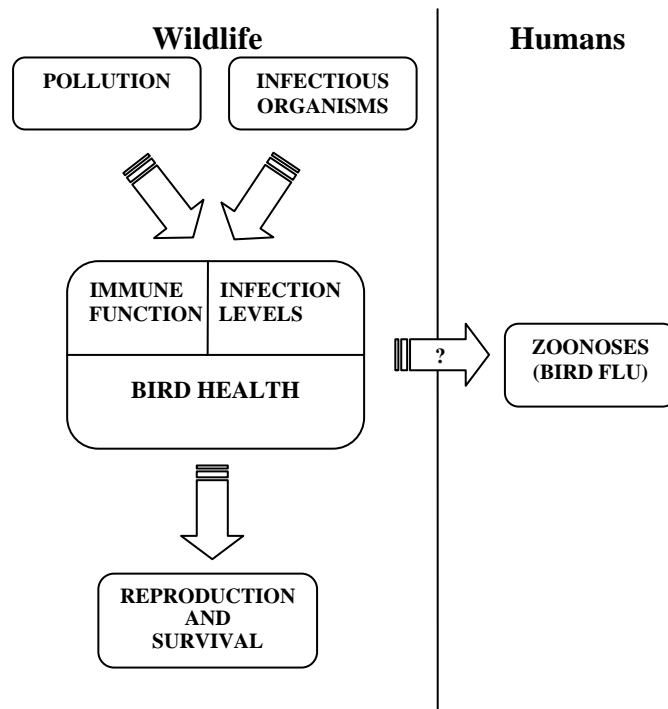 Wildlife
Humans
POLLUTION
INFECTIOUS
ORGANISMS
IMMUNE
FUNCTION
INFECTION
LEVELS
BIRD HEALTH
?
ZOONOSES
(BIRD FLU)
REPRODUCTION
AND
SURVIVAL